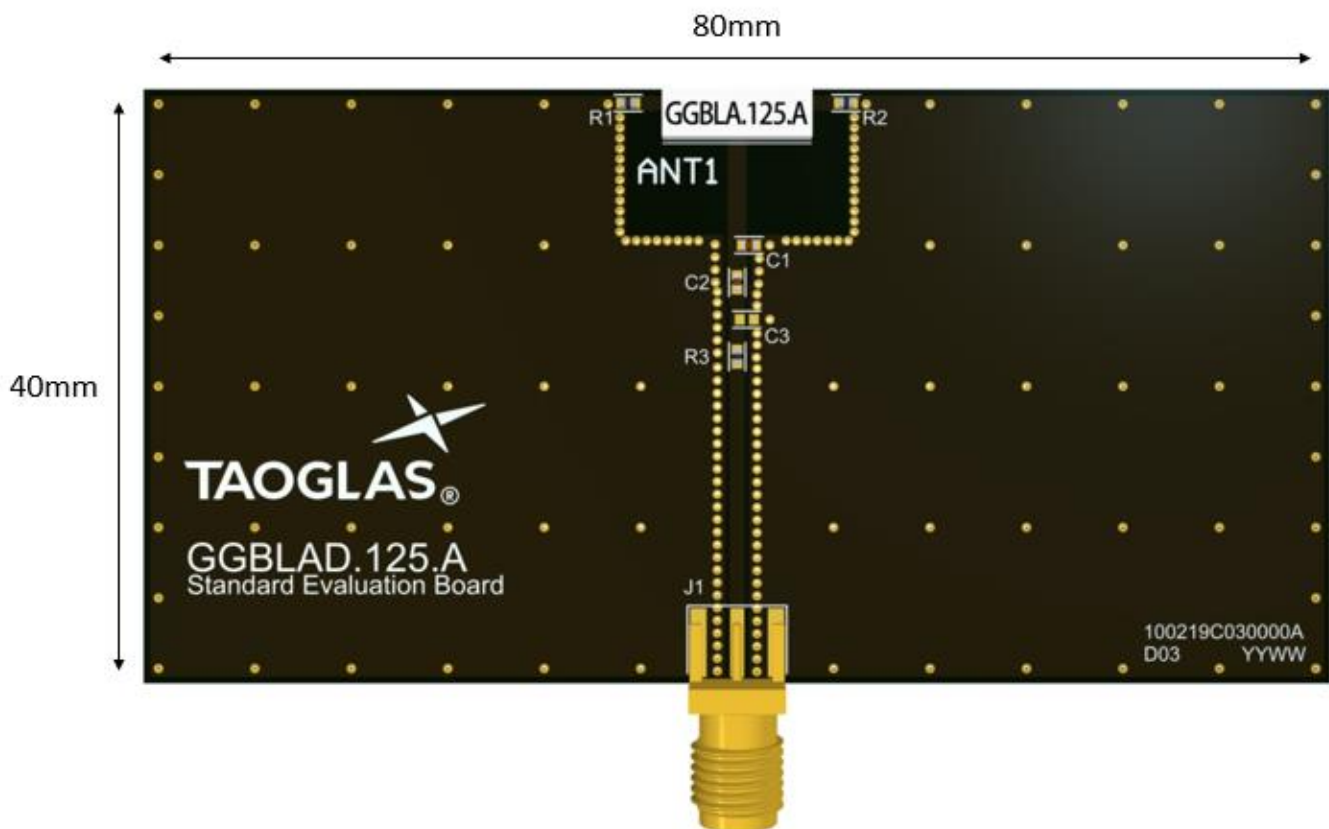 80mm
R1
GGBLA.125.A
R2
ANT1
C1
C2
C3
R3
40mm
TAOGLAS®
GGBLAD.125.A
Standard Evaluation Board
J1
100219C030000A
D03 YYWW